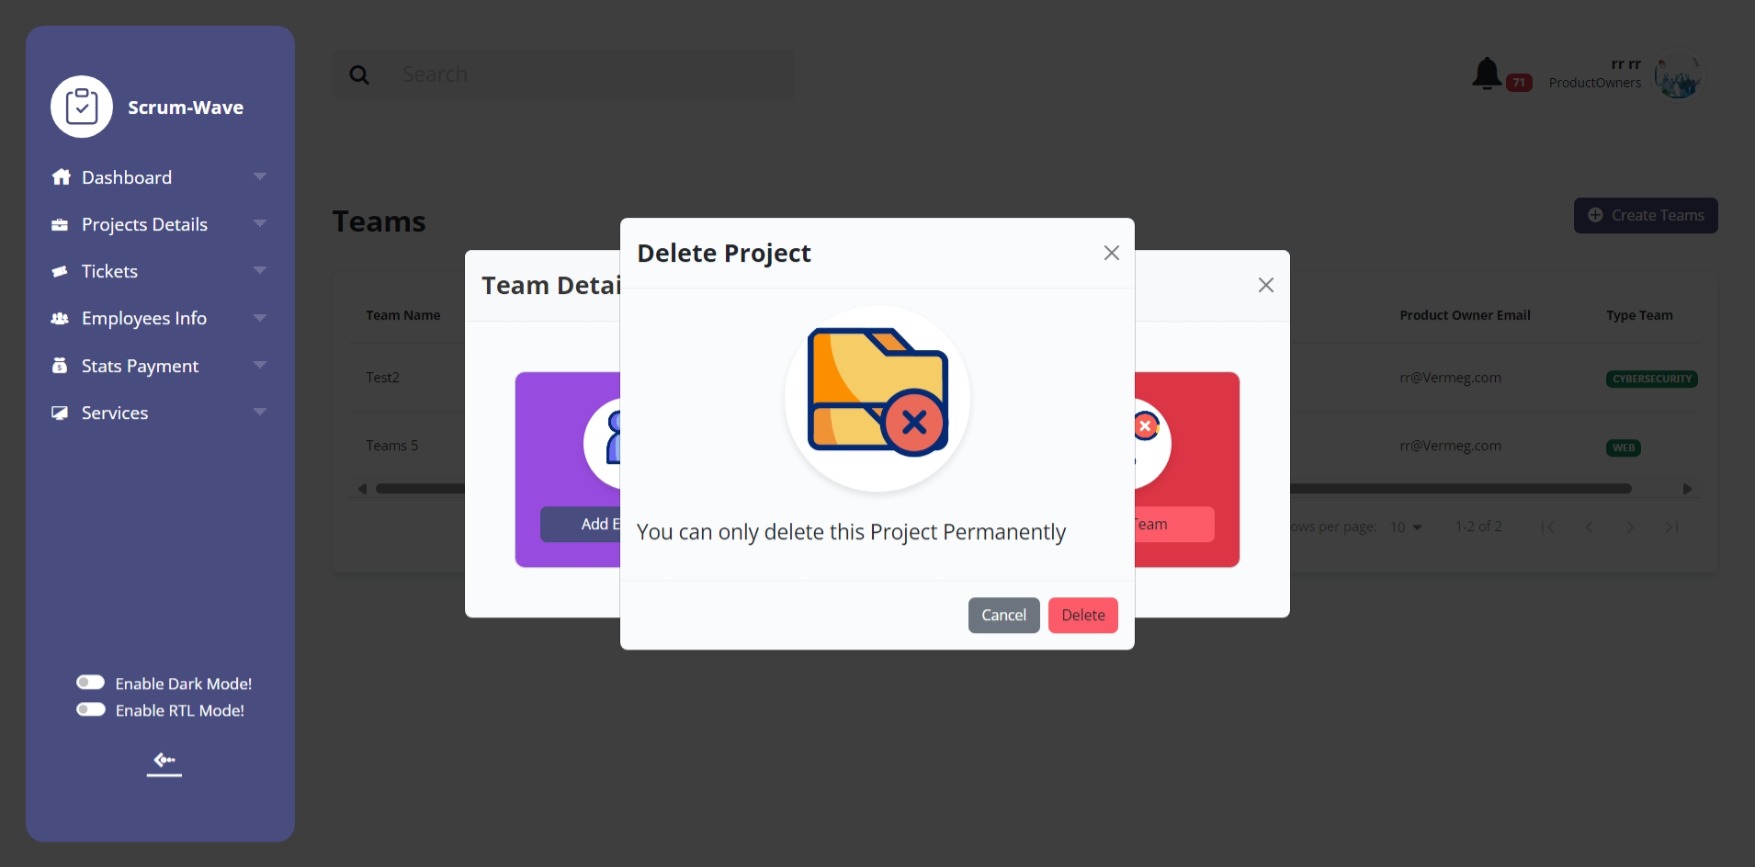 Scrum-Wave
Dashboard
Projects Details
Tickets
Employees Info
Stats Payment
Services
Enable Dark Mode!
Enable RTL Mode!
Search
71
rr rr
ProductOwners
Teams
Create Teams
Team Name
Product Owner Email
Type Team
Test2
rr@Vermeg.com
CYBERSECURITY
Teams 5
rr@Vermeg.com
WEB
ows per page: 10
1-2 of 2
Team Detai
Add E
Team
Delete Project
You can only delete this Project Permanently
Cancel
Delete